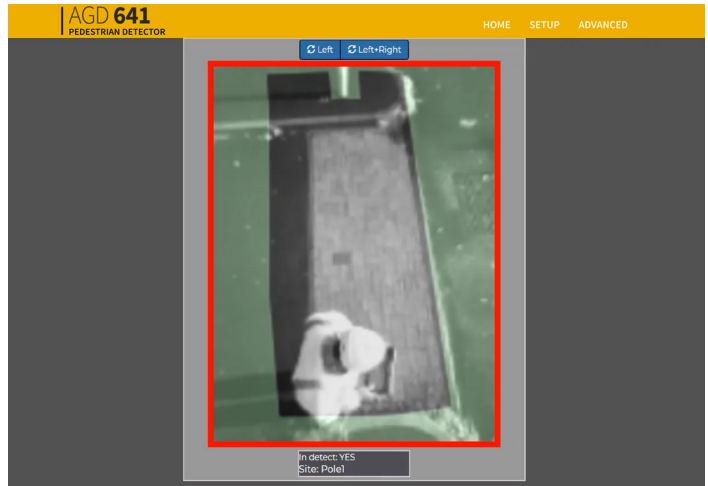 AGD 641
PEDESTRIAN DETECTOR
HOME SETUP ADVANCED
Left Left+Right
In detect: YES
Site: Pole1